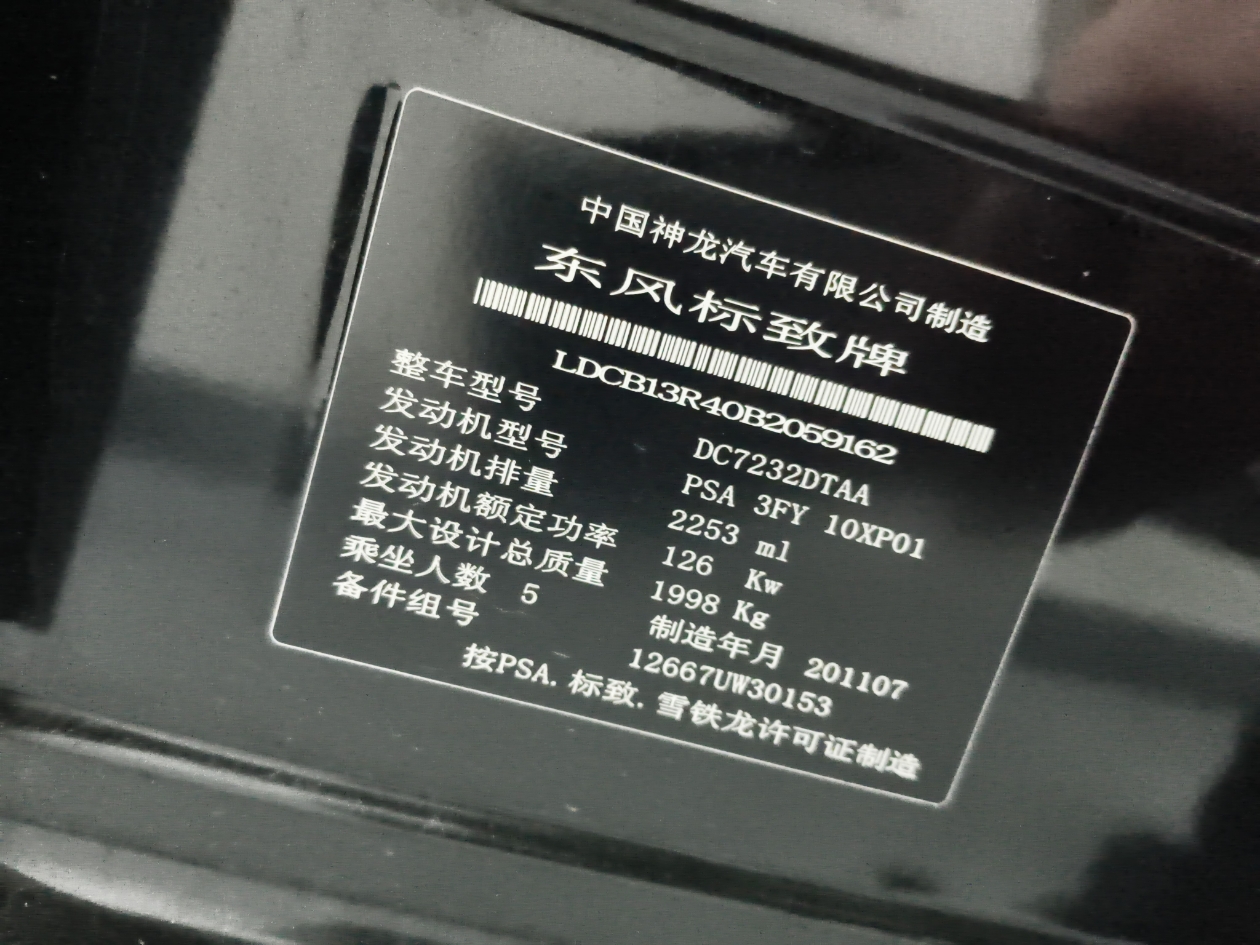 中国神龙汽车有限公司制造
东风标致牌
LDCB13R40B2059162
整车型号 DC7232DTAA
发动机型号 PSA 3FY 10XP01
发动机排量 2253 ml
发动机额定功率 126 Kw
最大设计总质量 1998 Kg
乘坐人数 5 制造年月 201107
备件组号 12667UW30153
按PSA.标致.雪铁龙许可证制造